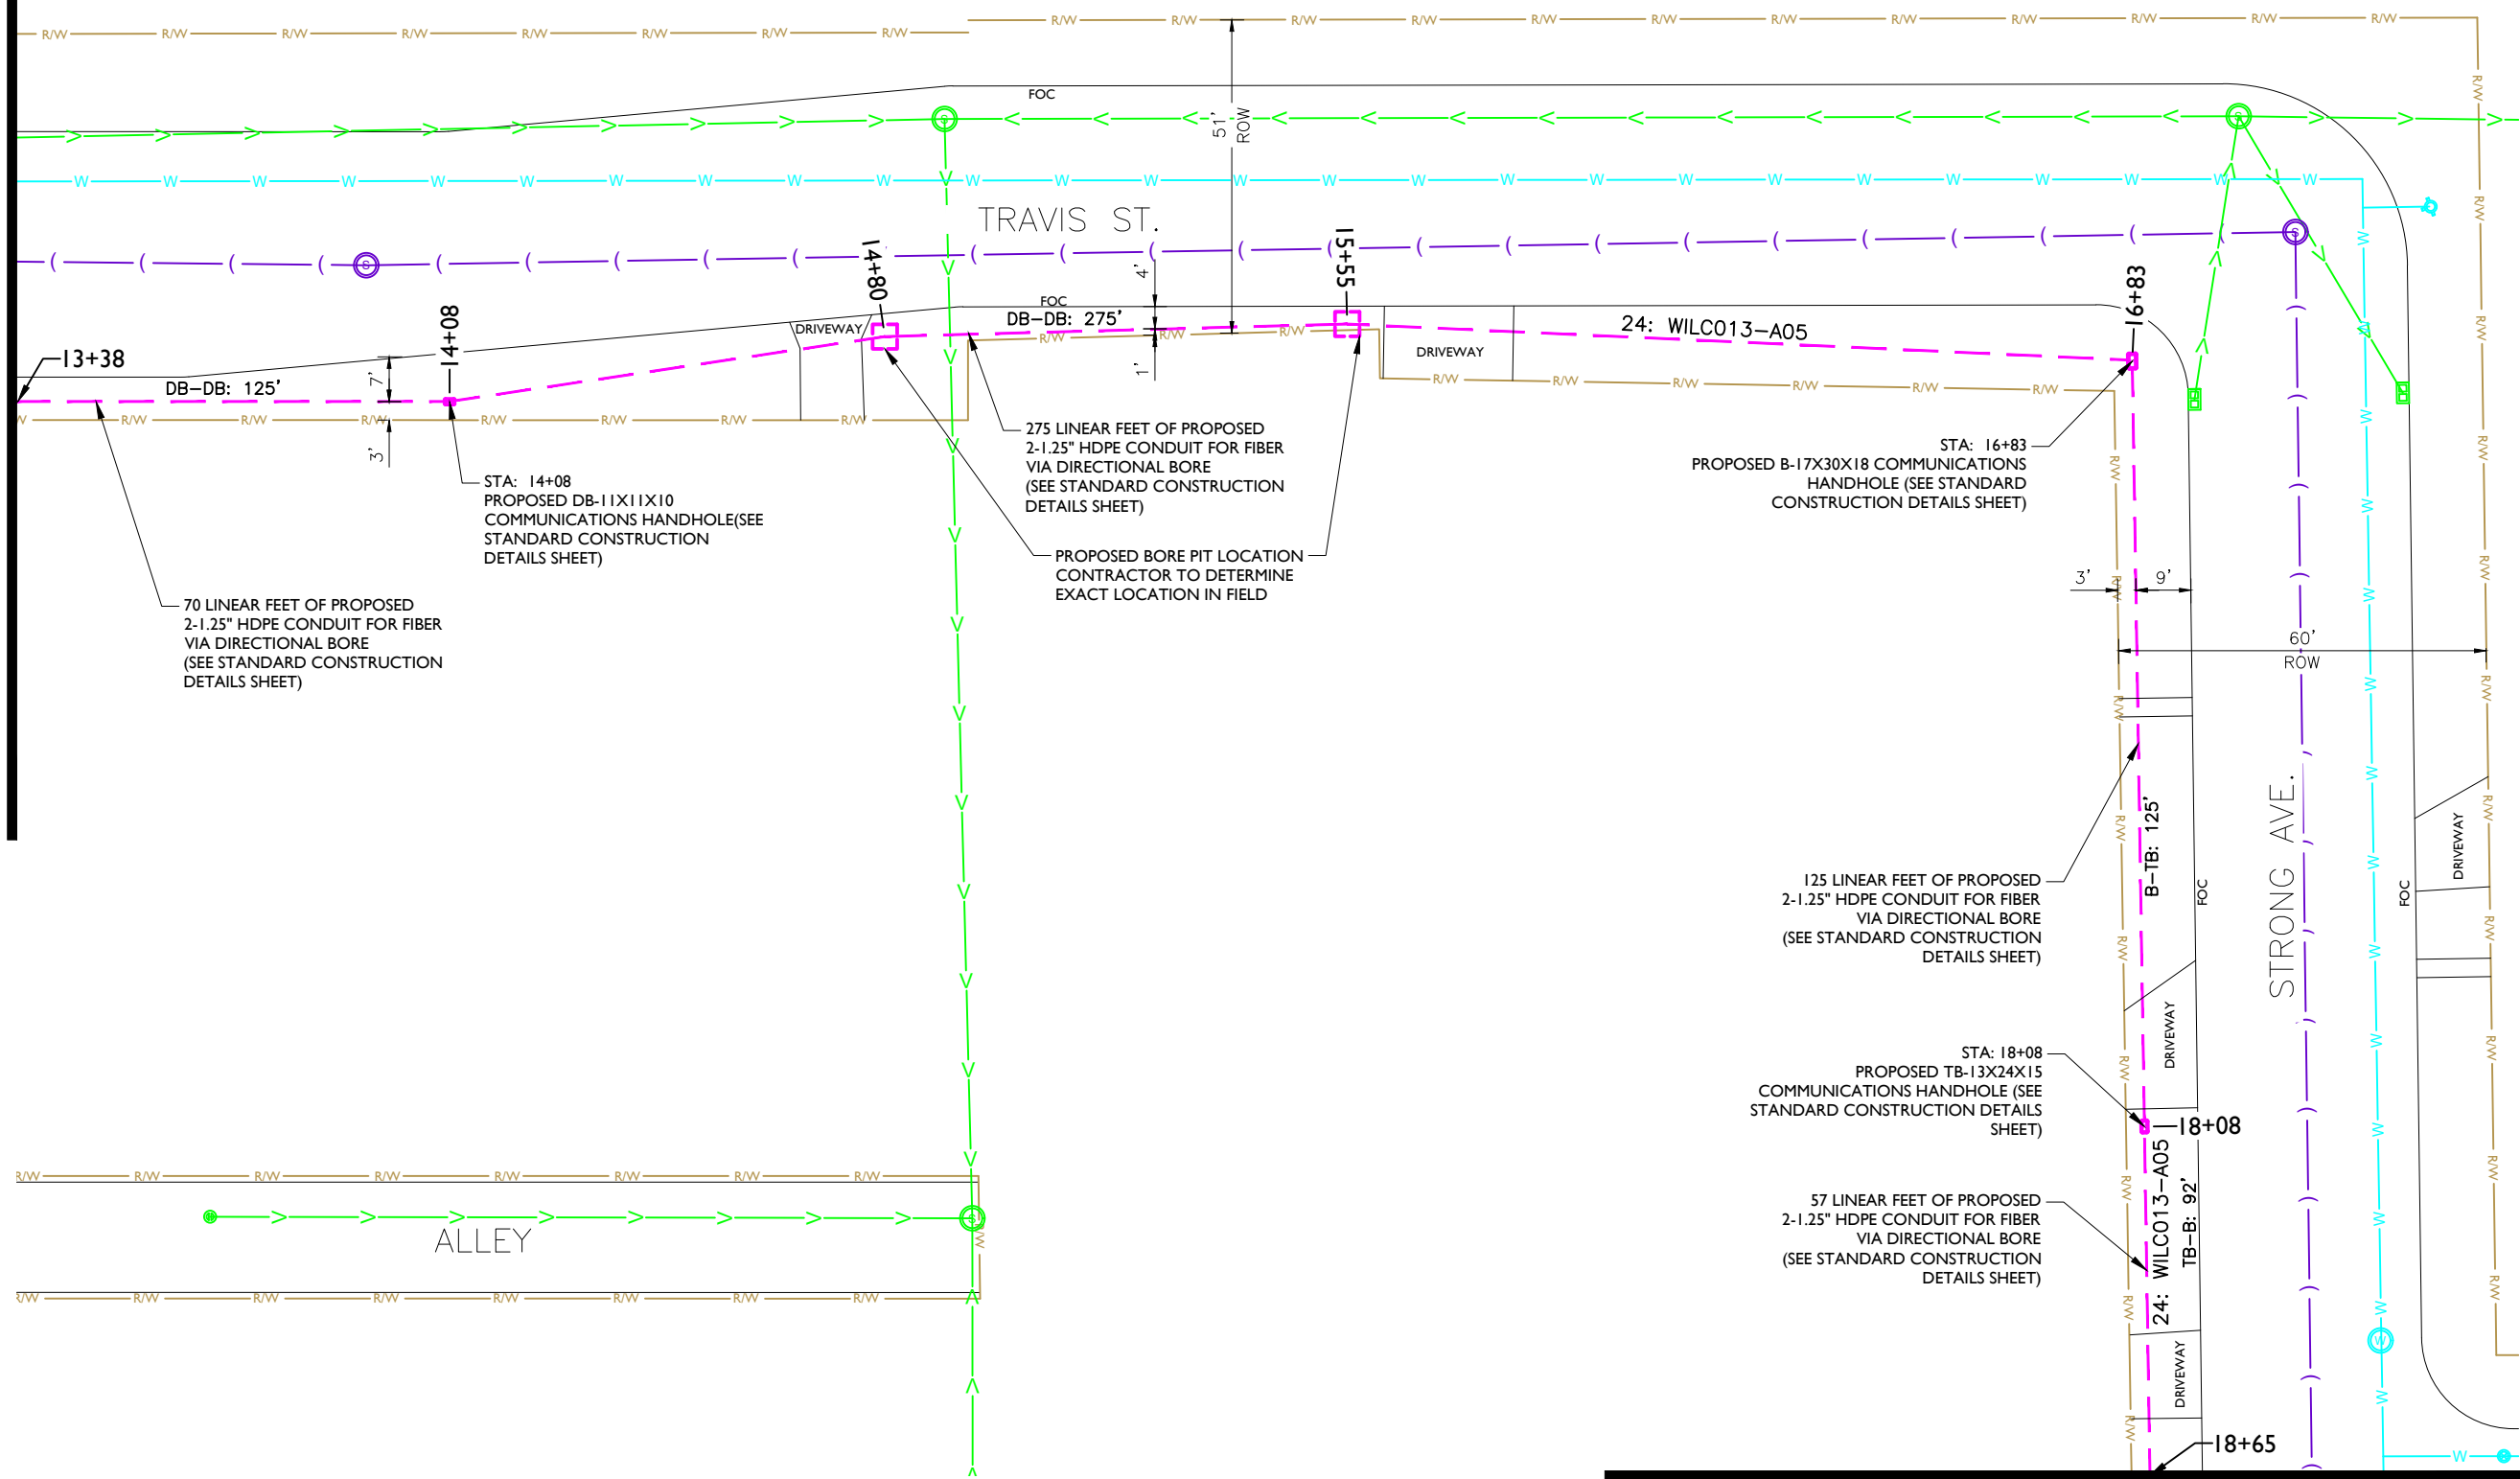 FOC
51'
ROW
TRAVIS ST.
13+38
14+08
14+80
15+55
16+83
DRIVEWAY
4'
FOC
DB-DB: 275'
1'
24: WILC013-A05
DRIVEWAY
DB-DB: 125'
7'
3'
STA: 14+08
PROPOSED DB-11X11X10
COMMUNICATIONS HANDHOLE(SEE
STANDARD CONSTRUCTION
DETAILS SHEET)
275 LINEAR FEET OF PROPOSED
2-1.25" HDPE CONDUIT FOR FIBER
VIA DIRECTIONAL BORE
(SEE STANDARD CONSTRUCTION
DETAILS SHEET)
PROPOSED BORE PIT LOCATION
CONTRACTOR TO DETERMINE
EXACT LOCATION IN FIELD
70 LINEAR FEET OF PROPOSED
2-1.25" HDPE CONDUIT FOR FIBER
VIA DIRECTIONAL BORE
(SEE STANDARD CONSTRUCTION
DETAILS SHEET)
STA: 16+83
PROPOSED B-17X30X18 COMMUNICATIONS
HANDHOLE (SEE STANDARD
CONSTRUCTION DETAILS SHEET)
3'
9'
60'
ROW
STRONG AVE.
B-TB: 125'
FOC
FOC
DRIVEWAY
125 LINEAR FEET OF PROPOSED
2-1.25" HDPE CONDUIT FOR FIBER
VIA DIRECTIONAL BORE
(SEE STANDARD CONSTRUCTION
DETAILS SHEET)
DRIVEWAY
STA: 18+08
PROPOSED TB-13X24X15
COMMUNICATIONS HANDHOLE (SEE
STANDARD CONSTRUCTION DETAILS
SHEET)
18+08
24: WILC013-A05
TB-B: 92'
57 LINEAR FEET OF PROPOSED
2-1.25" HDPE CONDUIT FOR FIBER
VIA DIRECTIONAL BORE
(SEE STANDARD CONSTRUCTION
DETAILS SHEET)
DRIVEWAY
18+65
ALLEY